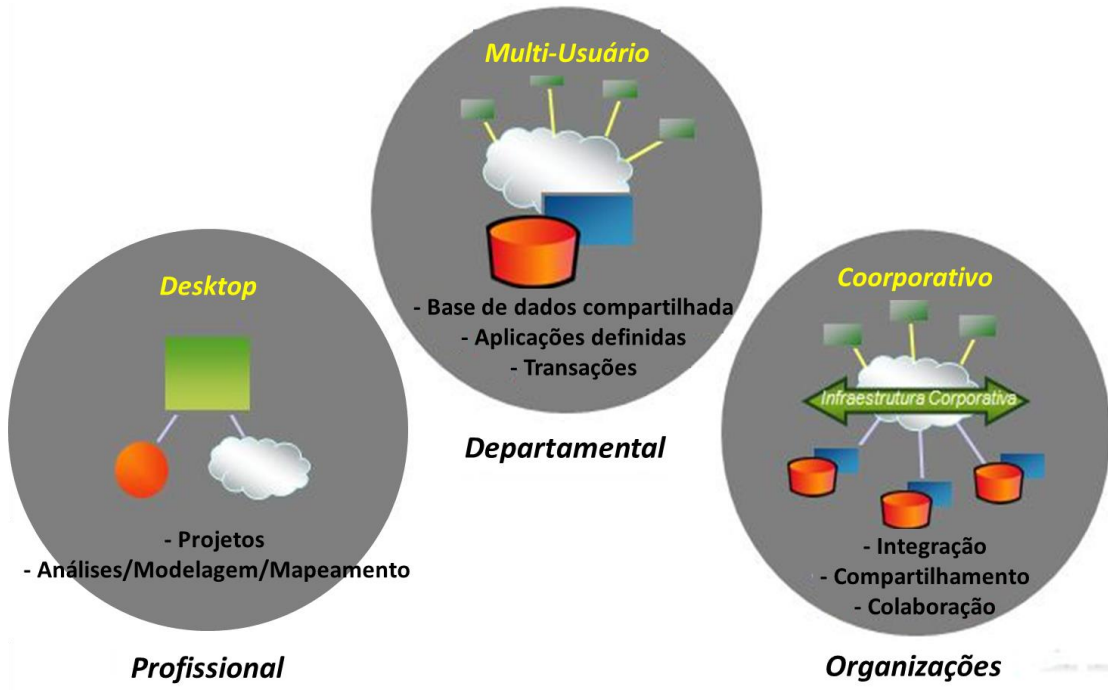 Desktop
- Projetos
- Análises/Modelagem/Mapeamento
Profissional
Multi-Usuário
- Base de dados compartilhada
- Aplicações definidas
- Transações
Departamental
Coorporativo
Infraestrutura Corporativa
- Integração
- Compartilhamento
- Colaboração
Organizações